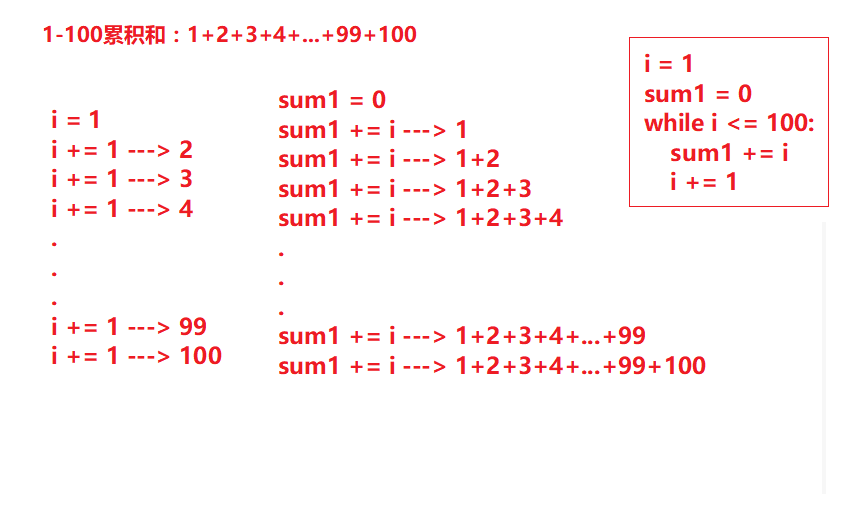 1-100累积和：1+2+3+4+...+99+100
i = 1
i += 1 ---> 2
i += 1 ---> 3
i += 1 ---> 4
.
.
.
i += 1 ---> 99
i += 1 ---> 100
sum1 = 0
sum1 += i ---> 1
sum1 += i ---> 1+2
sum1 += i ---> 1+2+3
sum1 += i ---> 1+2+3+4
.
.
.
sum1 += i ---> 1+2+3+4+...+99
sum1 += i ---> 1+2+3+4+...+99+100
i = 1
sum1 = 0
while i <= 100:
    sum1 += i
    i += 1